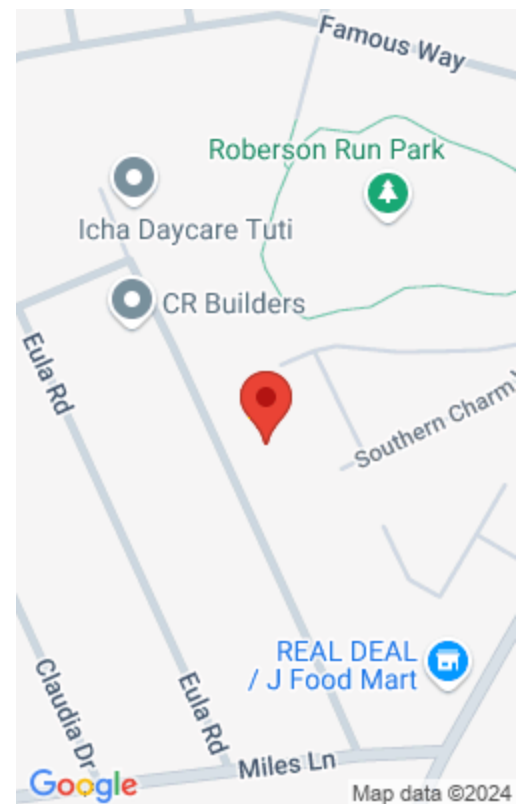 Famous Way
Roberson Run Park
Icha Daycare Tuti
CR Builders
Eula Rd
Southern Charm
REAL DEAL
/ J Food Mart
Claudia Dr
Eula Rd
Miles Ln
Google
Map data ©2024